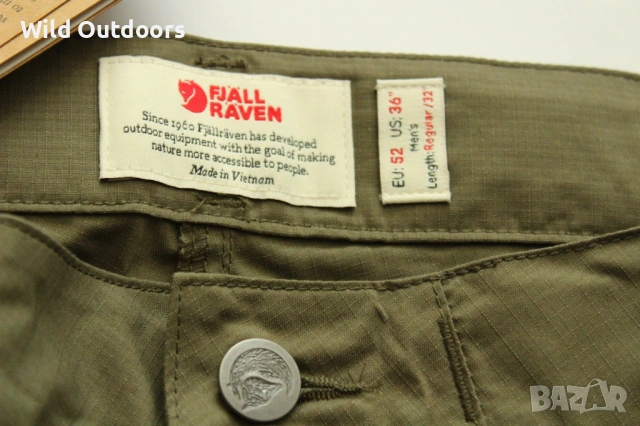 Wild Outdoors
FJÄLL
RÄVEN
Since 1960 Fjällräven has developed
outdoor equipment with the goal of making
nature more accessible to people.
Made in Vietnam
EU: 52 US: 36"
Men's
Length: Regular/32"
BAZAR